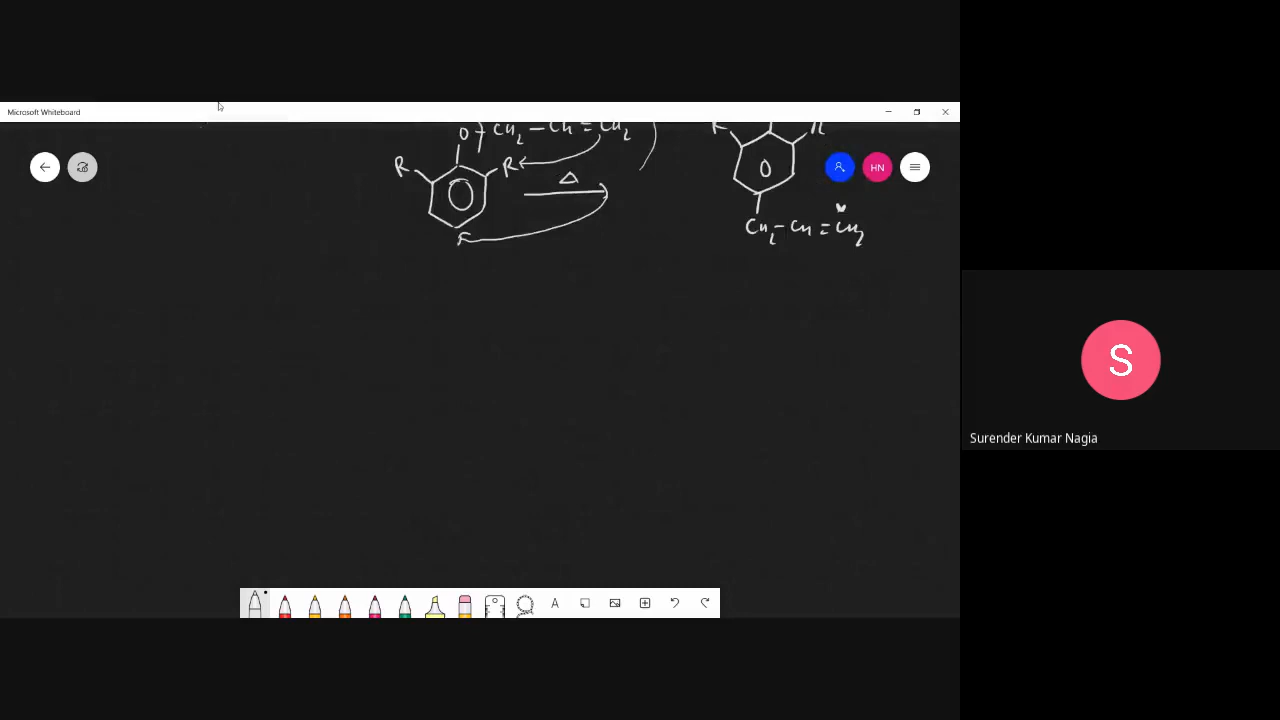 Microsoft Whiteboard
O CH2 - CH = CH2
R R
R R
Δ
HN
CH2 - CH = CH2
S
Surender Kumar Nagia
A